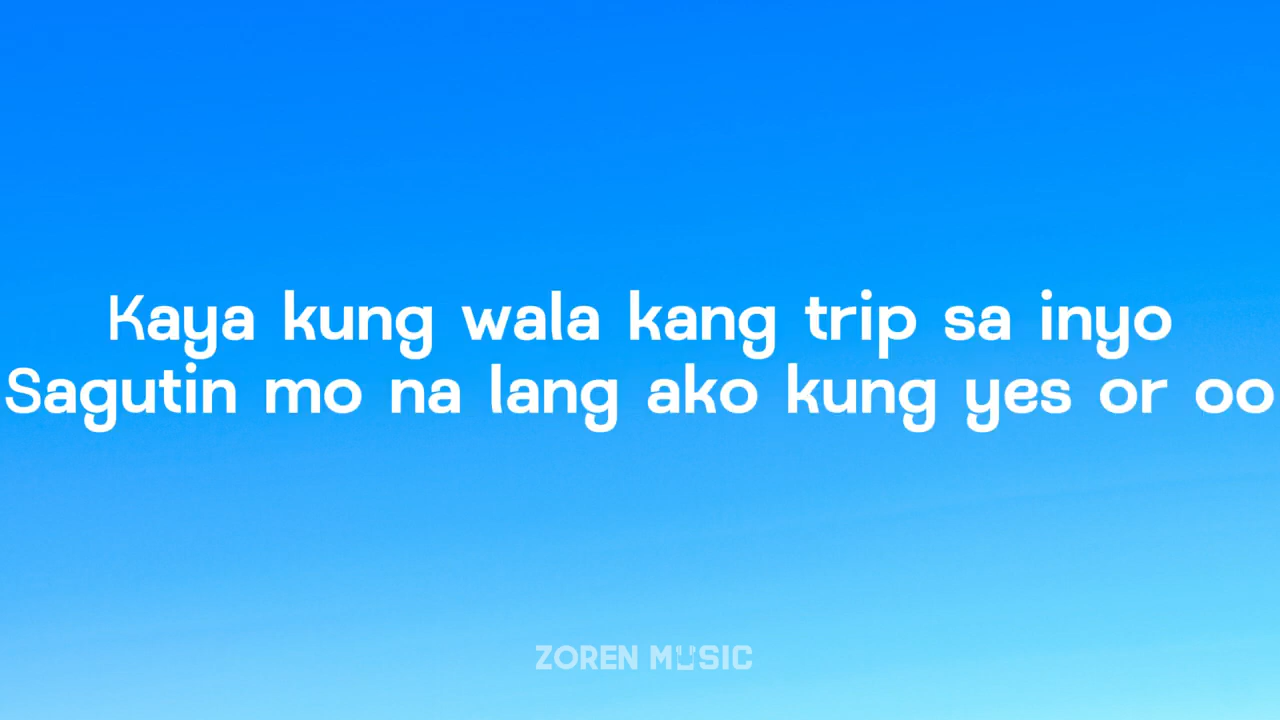 Kaya kung wala kang trip sa inyo
Sagutin mo na lang ako kung yes or oo
ZOREN MUSIC